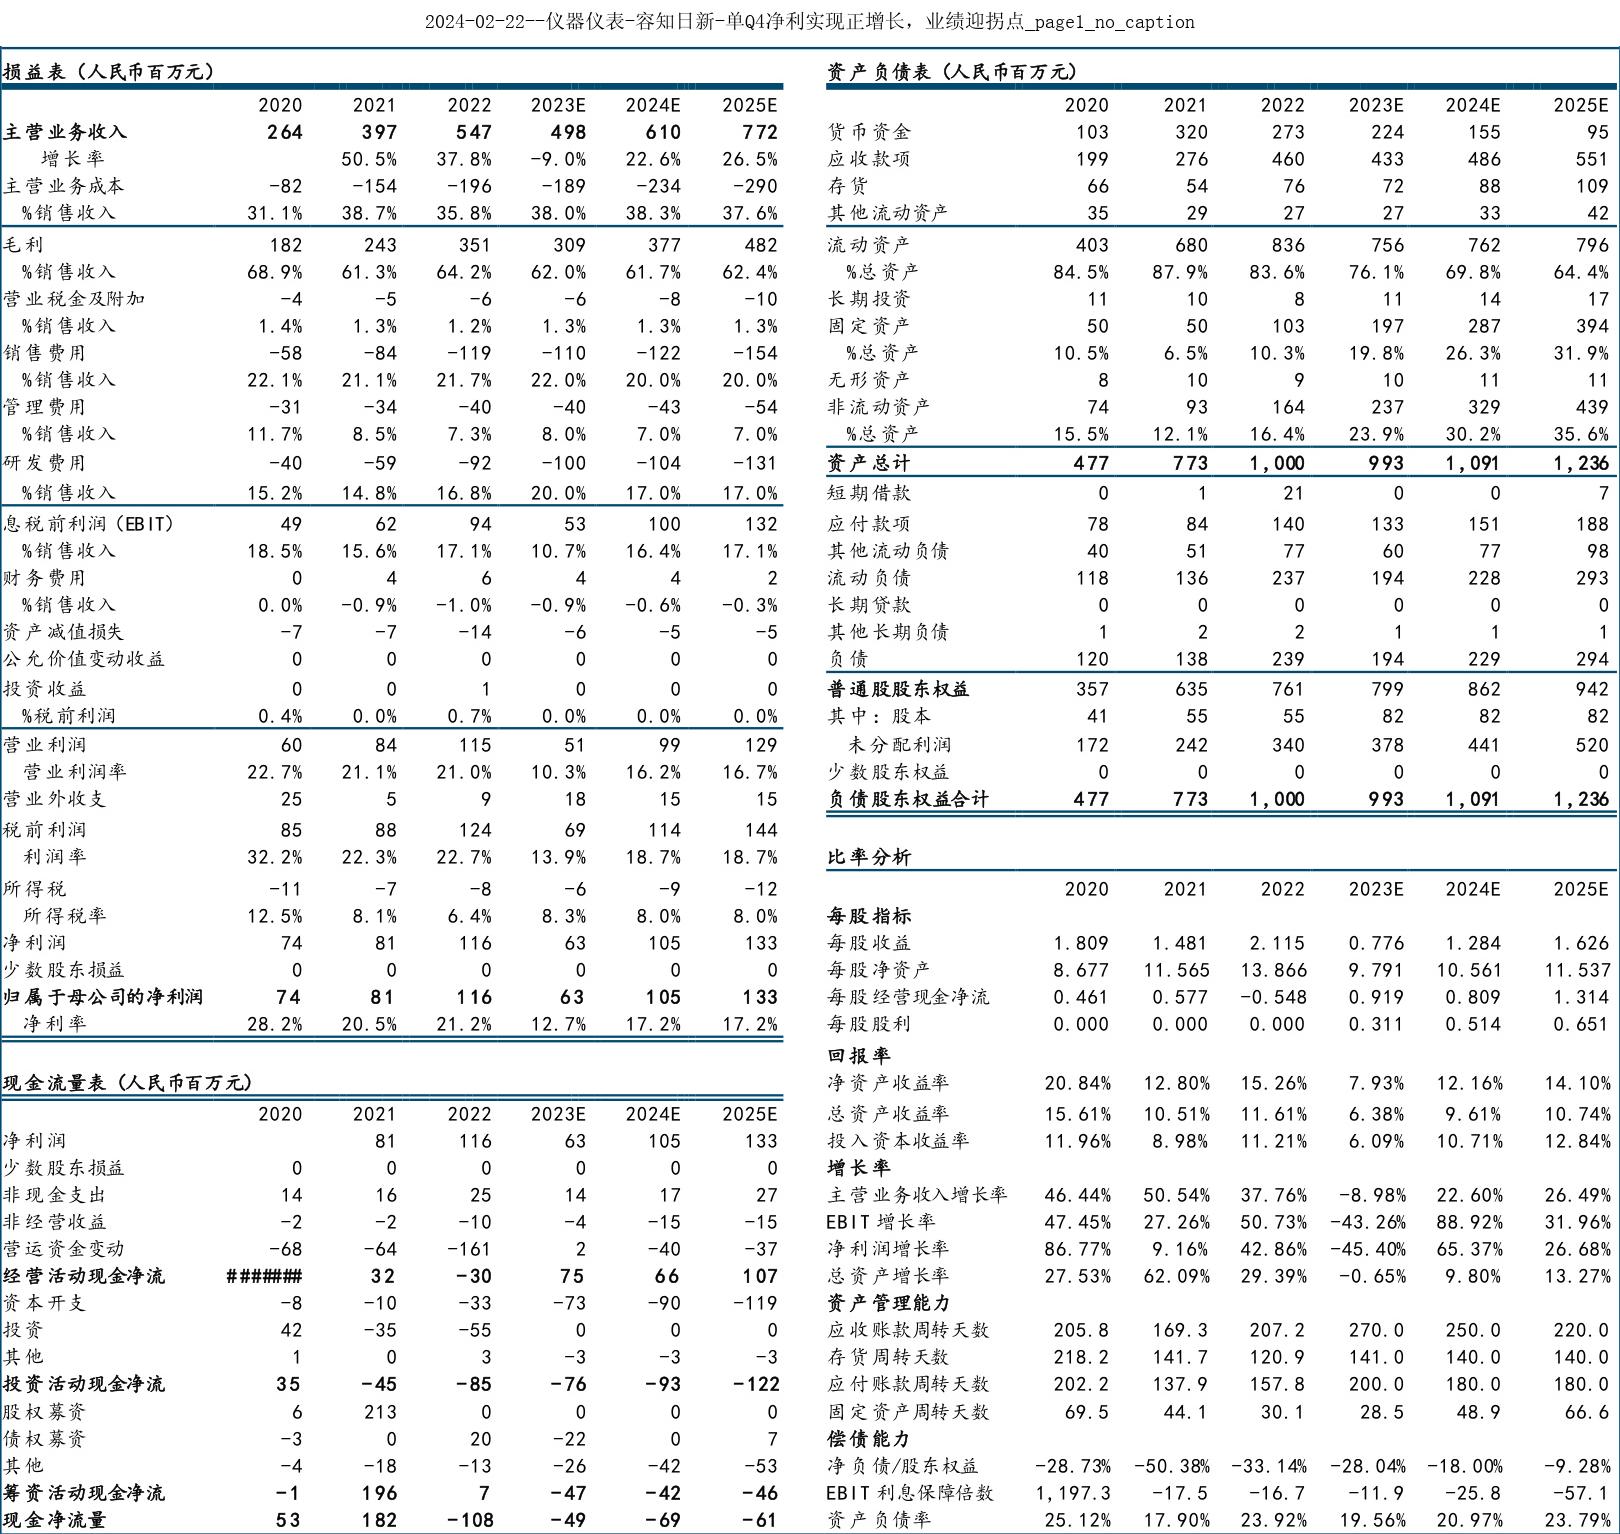 2024-02-22--仪器仪表-容知日新-单Q4净利实现正增长，业绩迎拐点_page1_no_caption
损益表（人民币百万元）
2020 2021 2022 2023E 2024E 2025E
主营业务收入 264 397 547 498 610 772
增长率 50.5% 37.8% -9.0% 22.6% 26.5%
主营业务成本 -82 -154 -196 -189 -234 -290
%销售收入 31.1% 38.7% 35.8% 38.0% 38.3% 37.6%
毛利 182 243 351 309 377 482
%销售收入 68.9% 61.3% 64.2% 62.0% 61.7% 62.4%
营业税金及附加 -4 -5 -6 -6 -8 -10
%销售收入 1.4% 1.3% 1.2% 1.3% 1.3% 1.3%
销售费用 -58 -84 -119 -110 -122 -154
%销售收入 22.1% 21.1% 21.7% 22.0% 20.0% 20.0%
管理费用 -31 -34 -40 -40 -43 -54
%销售收入 11.7% 8.5% 7.3% 8.0% 7.0% 7.0%
研发费用 -40 -59 -92 -100 -104 -131
%销售收入 15.2% 14.8% 16.8% 20.0% 17.0% 17.0%
息税前利润（EBIT） 49 62 94 53 100 132
%销售收入 18.5% 15.6% 17.1% 10.7% 16.4% 17.1%
财务费用 0 4 6 4 4 2
%销售收入 0.0% -0.9% -1.0% -0.9% -0.6% -0.3%
资产减值损失 -7 -7 -14 -6 -5 -5
公允价值变动收益 0 0 0 0 0 0
投资收益 0 0 1 0 0 0
%税前利润 0.4% 0.0% 0.7% 0.0% 0.0% 0.0%
营业利润 60 84 115 51 99 129
营业利润率 22.7% 21.1% 21.0% 10.3% 16.2% 16.7%
营业外收支 25 5 9 18 15 15
税前利润 85 88 124 69 114 144
利润率 32.2% 22.3% 22.7% 13.9% 18.7% 18.7%
所得税 -11 -7 -8 -6 -9 -12
所得税率 12.5% 8.1% 6.4% 8.3% 8.0% 8.0%
净利润 74 81 116 63 105 133
少数股东损益 0 0 0 0 0 0
归属于母公司的净利润 74 81 116 63 105 133
净利率 28.2% 20.5% 21.2% 12.7% 17.2% 17.2%
现金流量表（人民币百万元）
2020 2021 2022 2023E 2024E 2025E
净利润 81 116 63 105 133
少数股东损益 0 0 0 0 0 0
非现金支出 14 16 25 14 17 27
非经营收益 -2 -2 -10 -4 -15 -15
营运资金变动 -68 -64 -161 2 -40 -37
经营活动现金净流 ####### 32 -30 75 66 107
资本开支 -8 -10 -33 -73 -90 -119
投资 42 -35 -55 0 0 0
其他 1 0 3 -3 -3 -3
投资活动现金净流 35 -45 -85 -76 -93 -122
股权募资 6 213 0 0 0 0
债权募资 -3 0 20 -22 0 7
其他 -4 -18 -13 -26 -42 -53
筹资活动现金净流 -1 196 7 -47 -42 -46
现金净流量 53 182 -108 -49 -69 -61
资产负债表（人民币百万元）
2020 2021 2022 2023E 2024E 2025E
货币资金 103 320 273 224 155 95
应收款项 199 276 460 433 486 551
存货 66 54 76 72 88 109
其他流动资产 35 29 27 27 33 42
流动资产 403 680 836 756 762 796
%总资产 84.5% 87.9% 83.6% 76.1% 69.8% 64.4%
长期投资 11 10 8 11 14 17
固定资产 50 50 103 197 287 394
%总资产 10.5% 6.5% 10.3% 19.8% 26.3% 31.9%
无形资产 8 10 9 10 11 11
非流动资产 74 93 164 237 329 439
%总资产 15.5% 12.1% 16.4% 23.9% 30.2% 35.6%
资产总计 477 773 1,000 993 1,091 1,236
短期借款 0 1 21 0 0 7
应付款项 78 84 140 133 151 188
其他流动负债 40 51 77 60 77 98
流动负债 118 136 237 194 228 293
长期贷款 0 0 0 0 0 0
其他长期负债 1 2 2 1 1 1
负债 120 138 239 194 229 294
普通股股东权益 357 635 761 799 862 942
其中：股本 41 55 55 82 82 82
未分配利润 172 242 340 378 441 520
少数股东权益 0 0 0 0 0 0
负债股东权益合计 477 773 1,000 993 1,091 1,236
比率分析
2020 2021 2022 2023E 2024E 2025E
每股指标
每股收益 1.809 1.481 2.115 0.776 1.284 1.626
每股净资产 8.677 11.565 13.866 9.791 10.561 11.537
每股经营现金净流 0.461 0.577 -0.548 0.919 0.809 1.314
每股股利 0.000 0.000 0.000 0.311 0.514 0.651
回报率
净资产收益率 20.84% 12.80% 15.26% 7.93% 12.16% 14.10%
总资产收益率 15.61% 10.51% 11.61% 6.38% 9.61% 10.74%
投入资本收益率 11.96% 8.98% 11.21% 6.09% 10.71% 12.84%
增长率
主营业务收入增长率 46.44% 50.54% 37.76% -8.98% 22.60% 26.49%
EBIT增长率 47.45% 27.26% 50.73% -43.26% 88.92% 31.96%
净利润增长率 86.77% 9.16% 42.86% -45.40% 65.37% 26.68%
总资产增长率 27.53% 62.09% 29.39% -0.65% 9.80% 13.27%
资产管理能力
应收账款周转天数 205.8 169.3 207.2 270.0 250.0 220.0
存货周转天数 218.2 141.7 120.9 141.0 140.0 140.0
应付账款周转天数 202.2 137.9 157.8 200.0 180.0 180.0
固定资产周转天数 69.5 44.1 30.1 28.5 48.9 66.6
偿债能力
净负债/股东权益 -28.73% -50.38% -33.14% -28.04% -18.00% -9.28%
EBIT利息保障倍数 1,197.3 -17.5 -16.7 -11.9 -25.8 -57.1
资产负债率 25.12% 17.90% 23.92% 19.56% 20.97% 23.79%